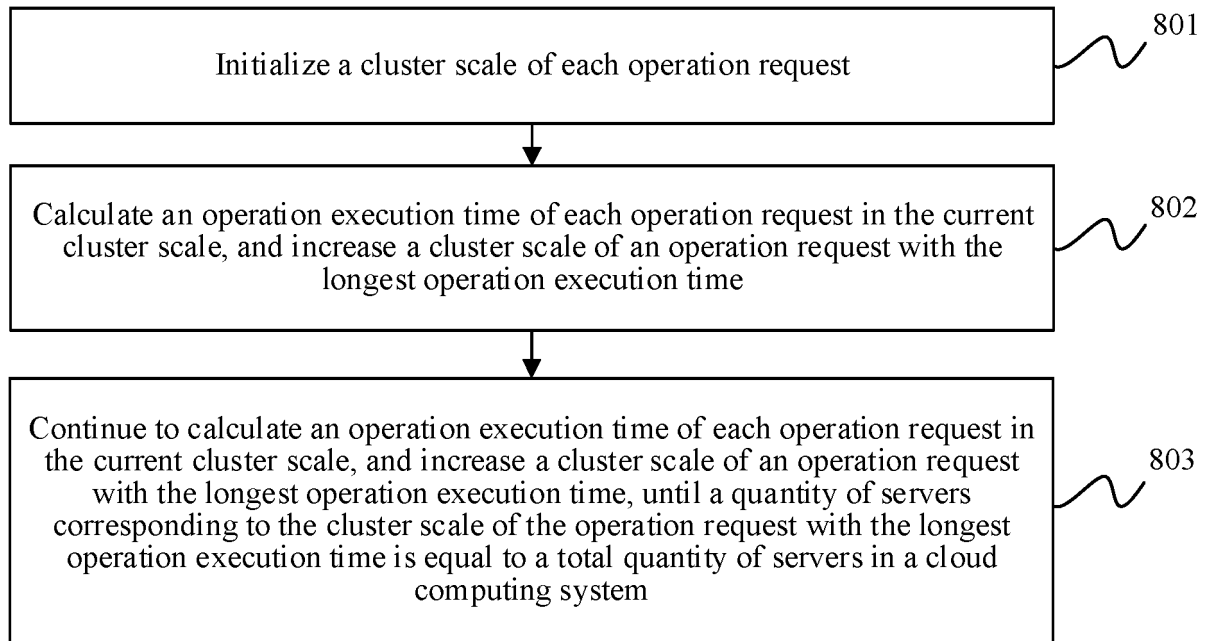 801
Initialize a cluster scale of each operation request
802
Calculate an operation execution time of each operation request in the current
cluster scale, and increase a cluster scale of an operation request with the
longest operation execution time
803
Continue to calculate an operation execution time of each operation request in
the current cluster scale, and increase a cluster scale of an operation request
with the longest operation execution time, until a quantity of servers
corresponding to the cluster scale of the operation request with the longest
operation execution time is equal to a total quantity of servers in a cloud
computing system